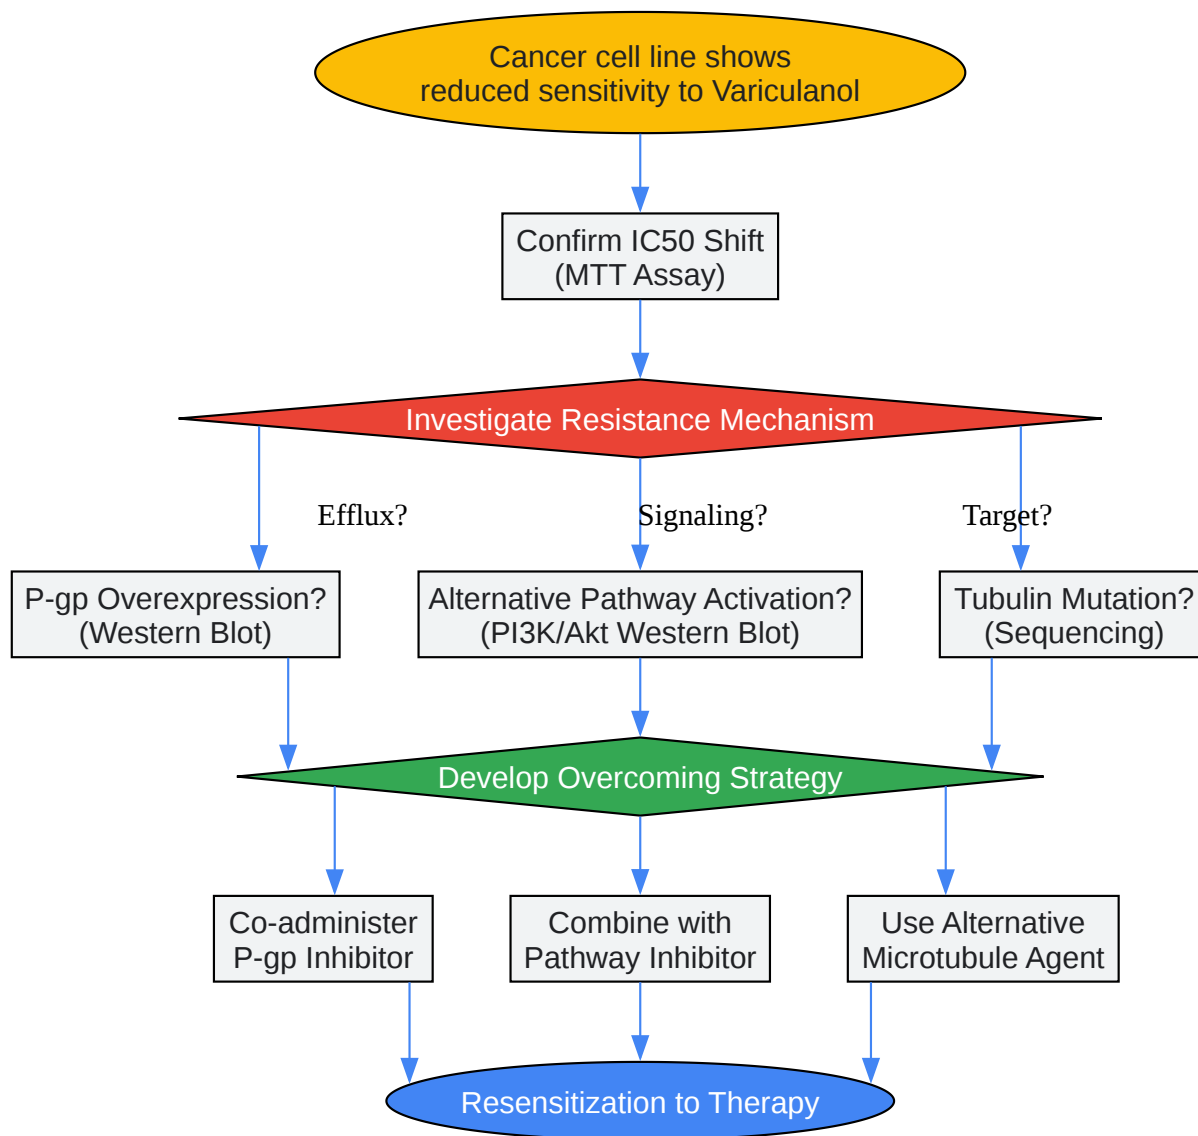 Cancer cell line shows
reduced sensitivity to Variculanol
Confirm IC50 Shift
(MTT Assay)
Investigate Resistance Mechanism
Efflux?
Signaling?
Target?
P-gp Overexpression?
(Western Blot)
Alternative Pathway Activation?
(PI3K/Akt Western Blot)
Tubulin Mutation?
(Sequencing)
Develop Overcoming Strategy
Co-administer
P-gp Inhibitor
Combine with
Pathway Inhibitor
Use Alternative
Microtubule Agent
Resensitization to Therapy